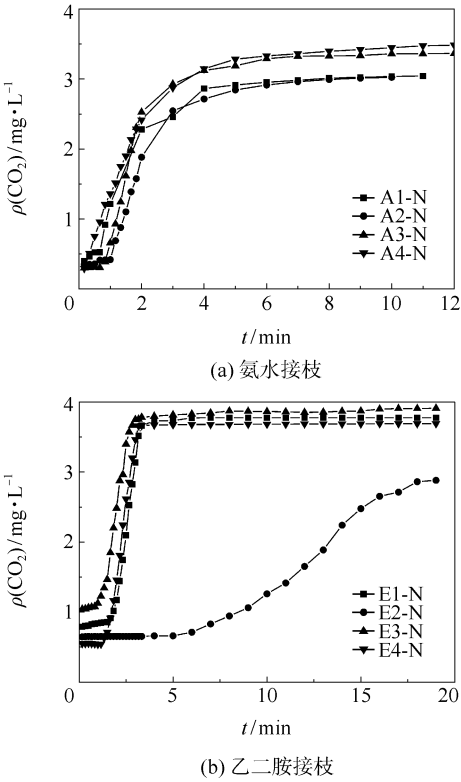 ρ(CO₂)/mg·L⁻¹
4
3
2
1
0
A1-N
A2-N
A3-N
A4-N
2 4 6 8 10 12
t/min
(a) 氨水接枝
ρ(CO₂)/mg·L⁻¹
4
3
2
1
0
E1-N
E2-N
E3-N
E4-N
5 10 15 20
t/min
(b) 乙二胺接枝